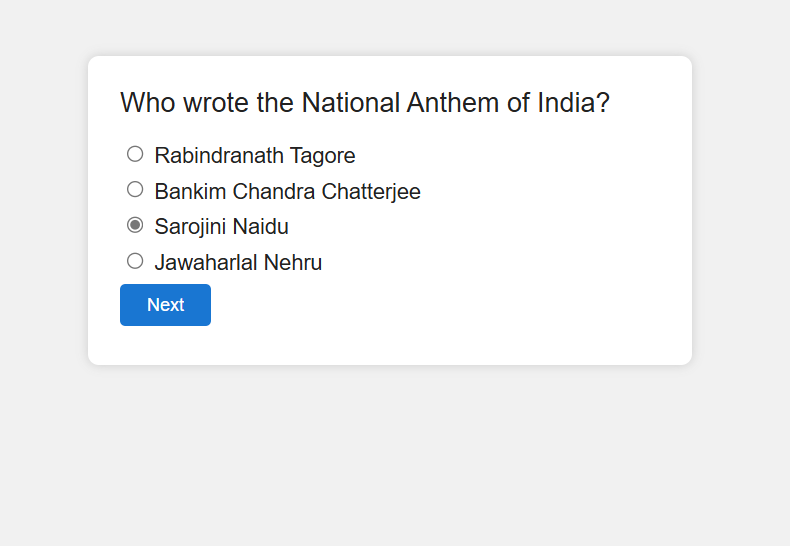 Who wrote the National Anthem of India?
Rabindranath Tagore
Bankim Chandra Chatterjee
Sarojini Naidu
Jawaharlal Nehru
Next